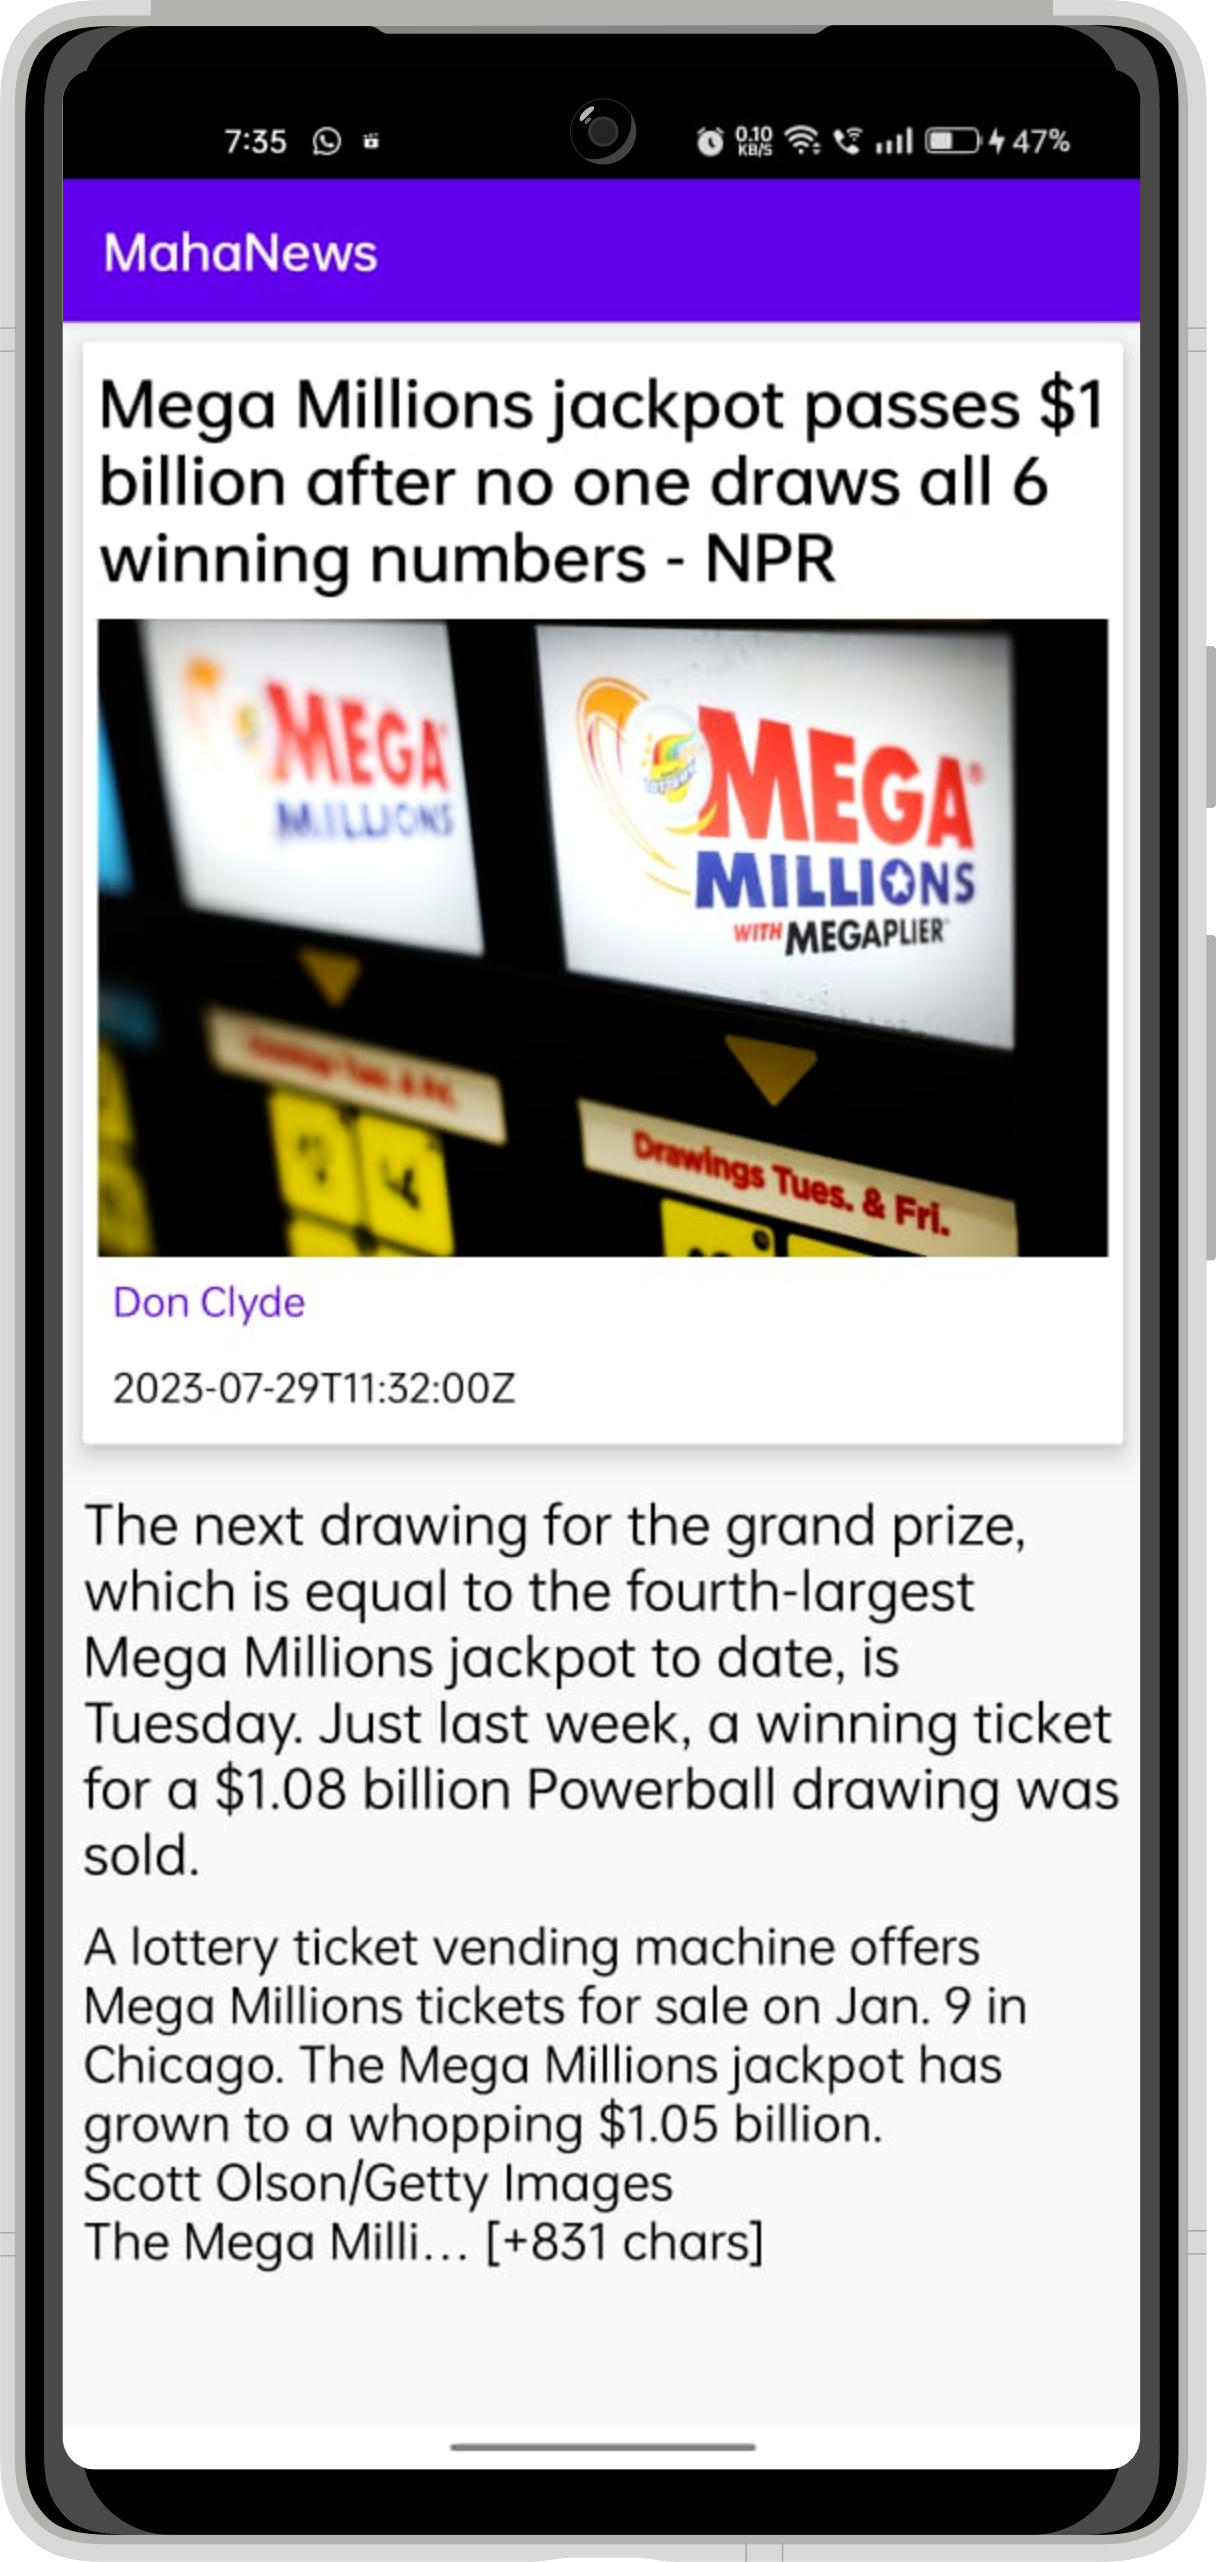 7:35 0.10 KB/S 47%
MahaNews
Mega Millions jackpot passes $1
billion after no one draws all 6
winning numbers - NPR
MEGA
MILLIONS
MEGA
MILLIONS
WITH MEGAPLIER
Drawings Tues. & Fri.
4
Don Clyde
2023-07-29T11:32:00Z
The next drawing for the grand prize,
which is equal to the fourth-largest
Mega Millions jackpot to date, is
Tuesday. Just last week, a winning ticket
for a $1.08 billion Powerball drawing was
sold.
A lottery ticket vending machine offers
Mega Millions tickets for sale on Jan. 9 in
Chicago. The Mega Millions jackpot has
grown to a whopping $1.05 billion.
Scott Olson/Getty Images
The Mega Milli… [+831 chars]